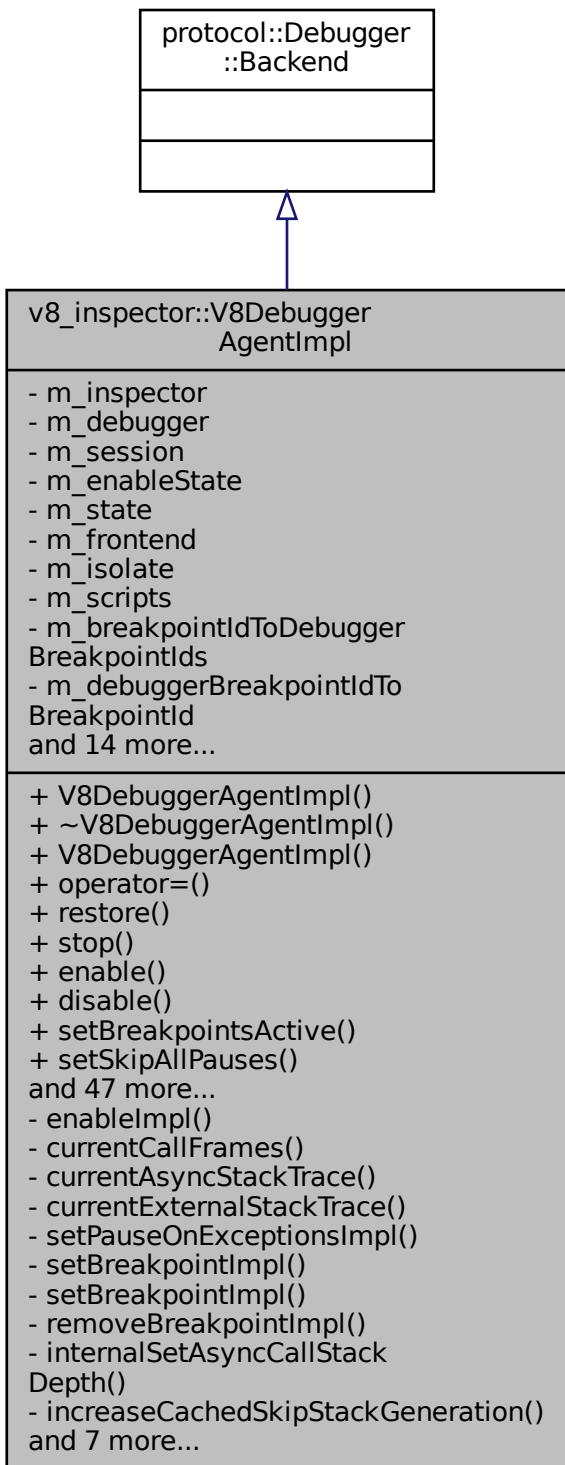 protocol::Debugger
::Backend
v8_inspector::V8Debugger
AgentImpl
- m_inspector
- m_debugger
- m_session
- m_enableState
- m_state
- m_frontend
- m_isolate
- m_scripts
- m_breakpointIdToDebugger
BreakpointIds
- m_debuggerBreakpointIdTo
BreakpointId
and 14 more...
+ V8DebuggerAgentImpl()
+ ~V8DebuggerAgentImpl()
+ V8DebuggerAgentImpl()
+ operator=()
+ restore()
+ stop()
+ enable()
+ disable()
+ setBreakpointsActive()
+ setSkipAllPauses()
and 47 more...
- enableImpl()
- currentCallFrames()
- currentAsyncStackTrace()
- currentExternalStackTrace()
- setPauseOnExceptionsImpl()
- setBreakpointImpl()
- setBreakpointImpl()
- removeBreakpointImpl()
- internalSetAsyncCallStack
Depth()
- increaseCachedSkipStackGeneration()
and 7 more...